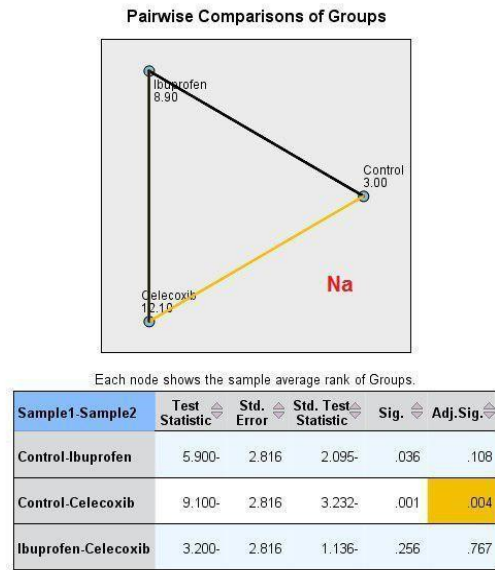 Pairwise Comparisons of Groups
Ibuprofen
8.90
Control
3.00
Na
Celecoxib
12.10
Each node shows the sample average rank of Groups.
Sample1-Sample2 Test Statistic Std. Error Std. Test Statistic Sig. Adj.Sig.
Control-Ibuprofen 5.900- 2.816 2.095- .036 .108
Control-Celecoxib 9.100- 2.816 3.232- .001 .004
Ibuprofen-Celecoxib 3.200- 2.816 1.136- .256 .767